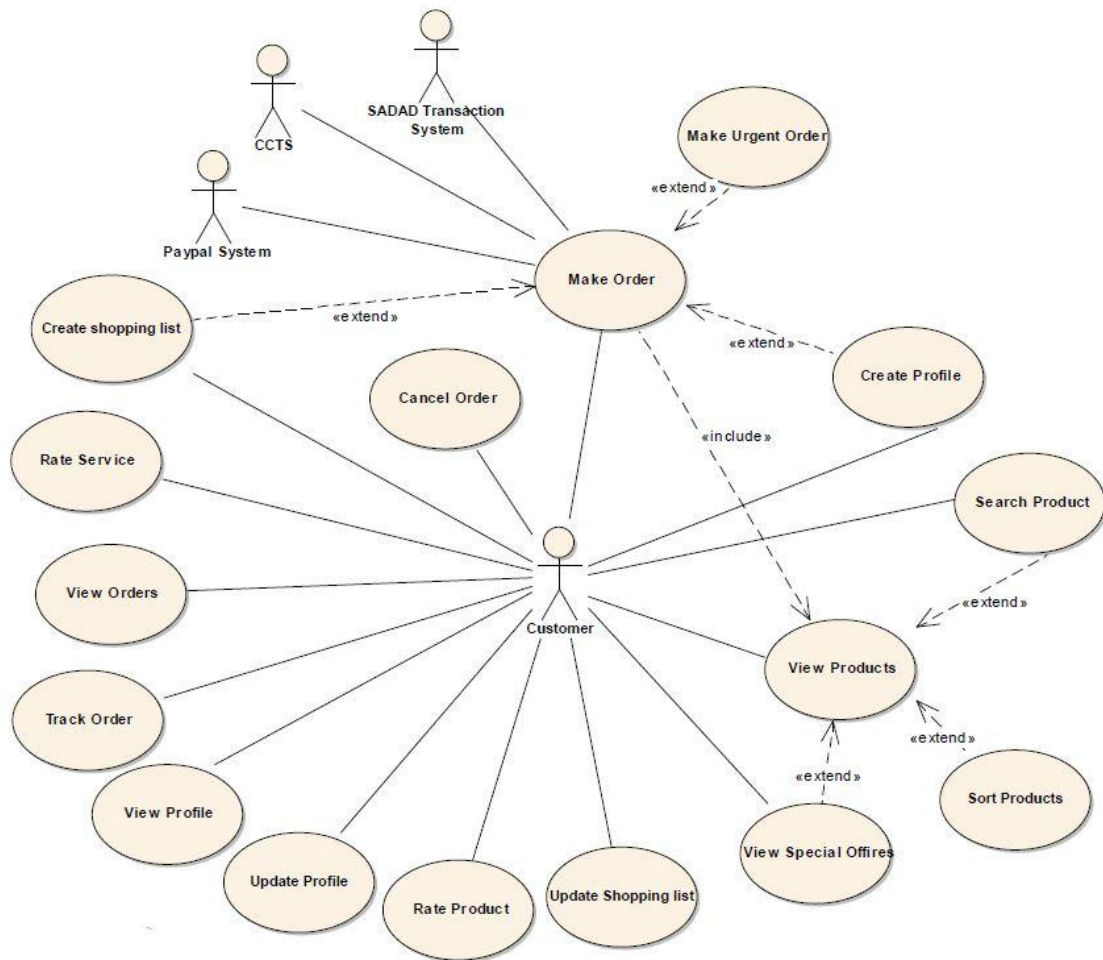 SADAD Transaction
System
CCTS
Make Urgent Order
«extend»
Paypal System
Make Order
Create shopping list
«extend»
«extend»
Create Profile
Cancel Order
«include»
Rate Service
Search Product
View Orders
«extend»
Customer
View Products
Track Order
«extend»
«extend»
View Profile
Sort Products
View Special Offires
Update Profile
Update Shopping list
Rate Product